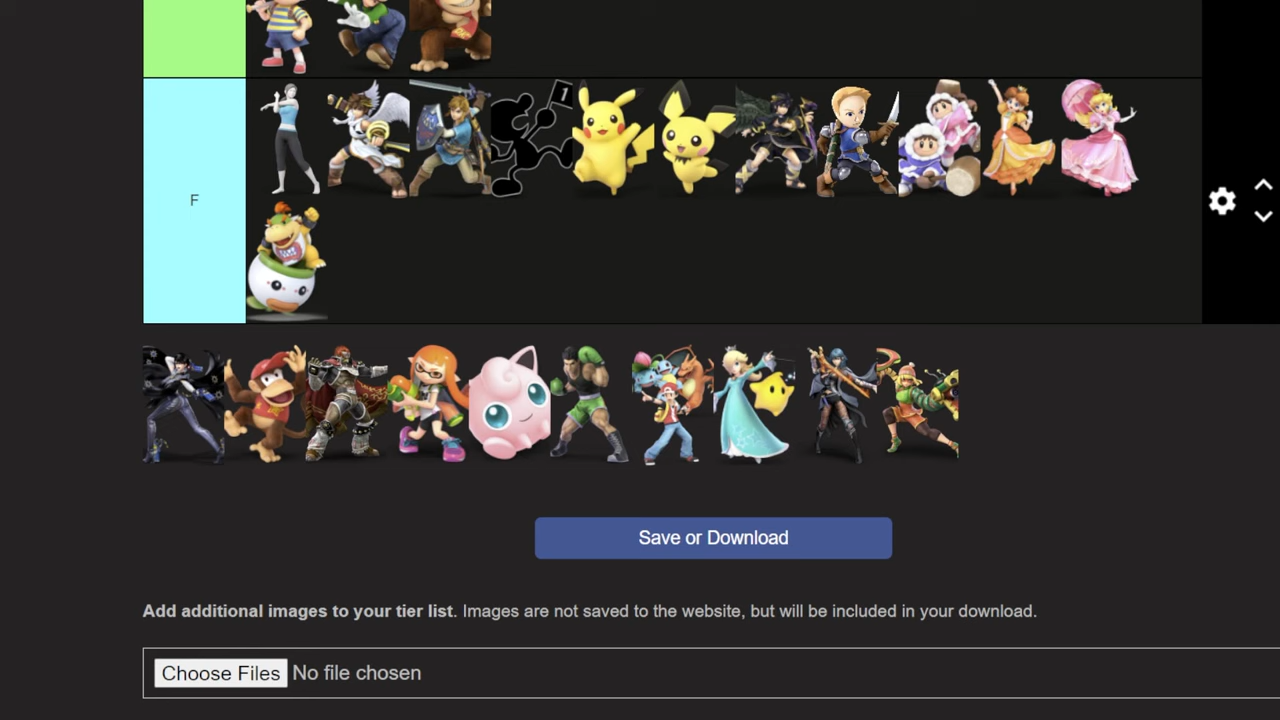 1
F
Save or Download
Add additional images to your tier list. Images are not saved to the website, but will be included in your download.
Choose Files No file chosen